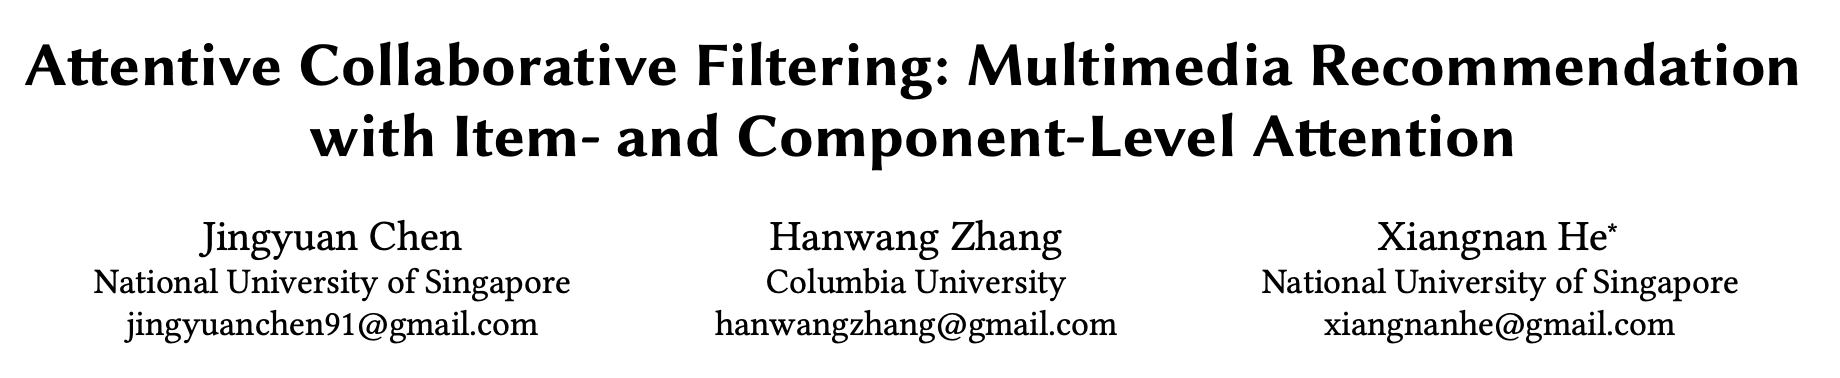 Attentive Collaborative Filtering: Multimedia Recommendation
with Item- and Component-Level Attention
Jingyuan Chen
National University of Singapore
jingyuanchen91@gmail.com
Hanwang Zhang
Columbia University
hanwangzhang@gmail.com
Xiangnan He*
National University of Singapore
xiangnanhe@gmail.com